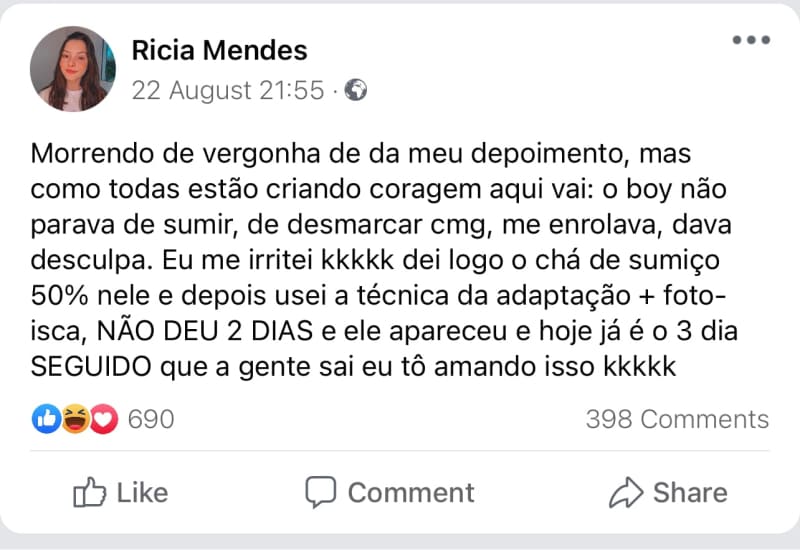 Ricia Mendes
22 August 21:55 ·
Morrendo de vergonha de da meu depoimento, mas
como todas estão criando coragem aqui vai: o boy não
parava de sumir, de desmarcar cmg, me enrolava, dava
desculpa. Eu me irritei kkkkk dei logo o chá de sumiço
50% nele e depois usei a técnica da adaptação + foto-
isca, NÃO DEU 2 DIAS e ele apareceu e hoje já é o 3 dia
SEGUIDO que a gente sai eu tô amando isso kkkkk
690 398 Comments
Like Comment Share